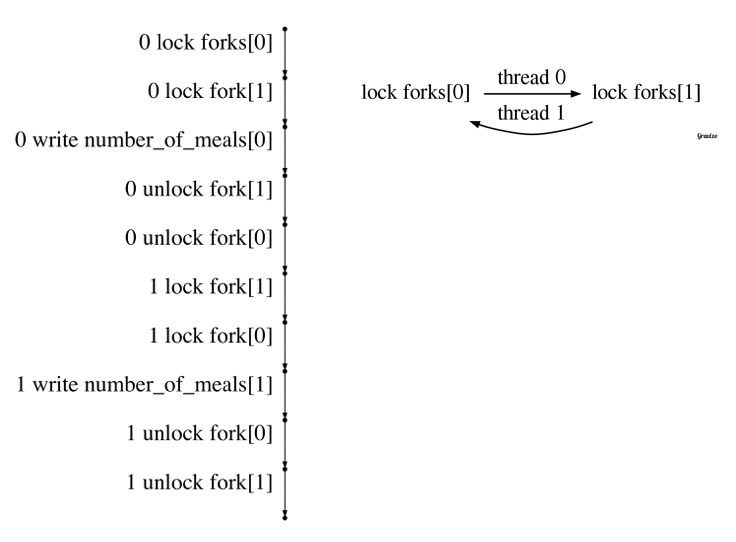 0 lock forks[0]
0 lock fork[1]
0 write number_of_meals[0]
0 unlock fork[1]
0 unlock fork[0]
1 lock fork[1]
1 lock fork[0]
1 write number_of_meals[1]
1 unlock fork[0]
1 unlock fork[1]
thread 0
lock forks[0] lock forks[1]
thread 1
Gravizo